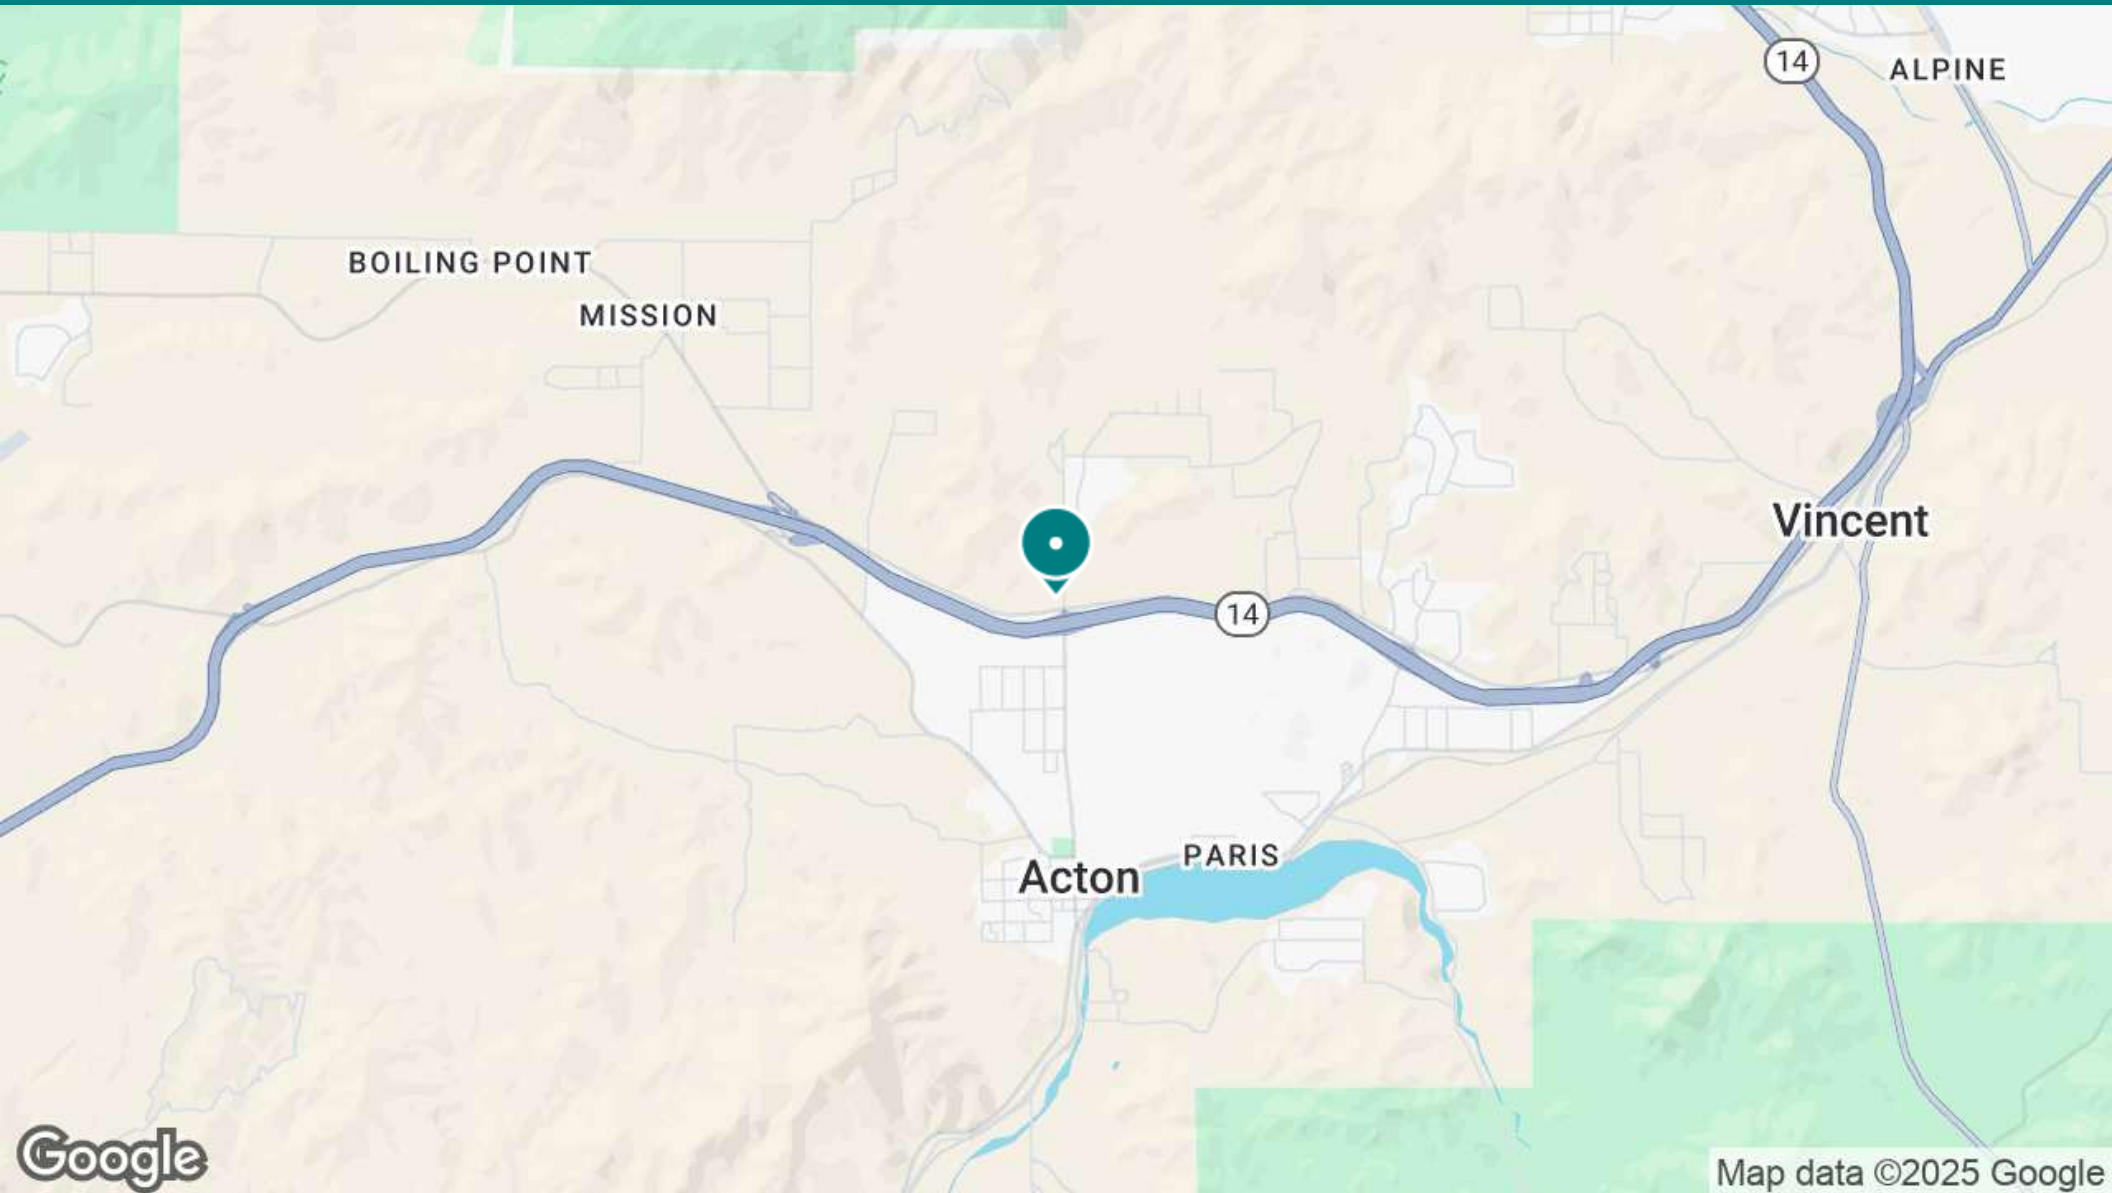 14
ALPINE
BOILING POINT
MISSION
Vincent
14
PARIS
Acton
Google
Map data ©2025 Google